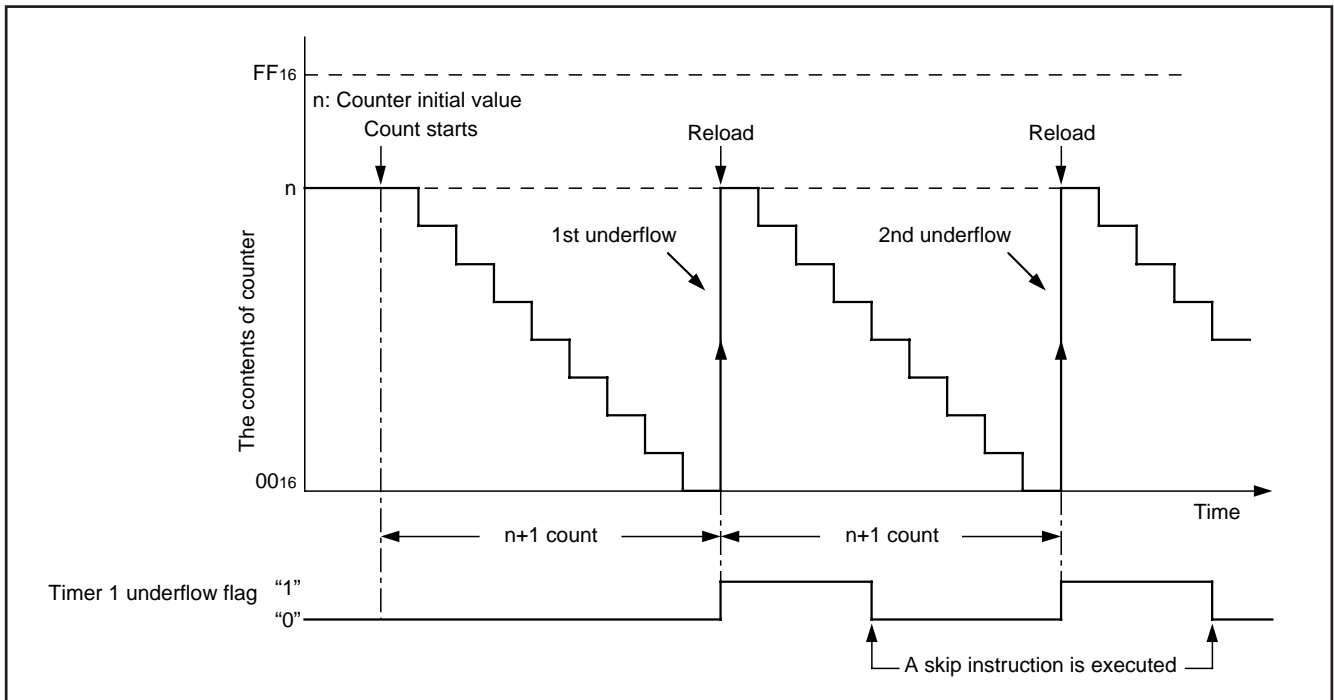 FF16
n: Counter initial value
Count starts
Reload
Reload
n
1st underflow
2nd underflow
The contents of counter
0016
Time
n+1 count
n+1 count
Timer 1 underflow flag
“1”
“0”
A skip instruction is executed